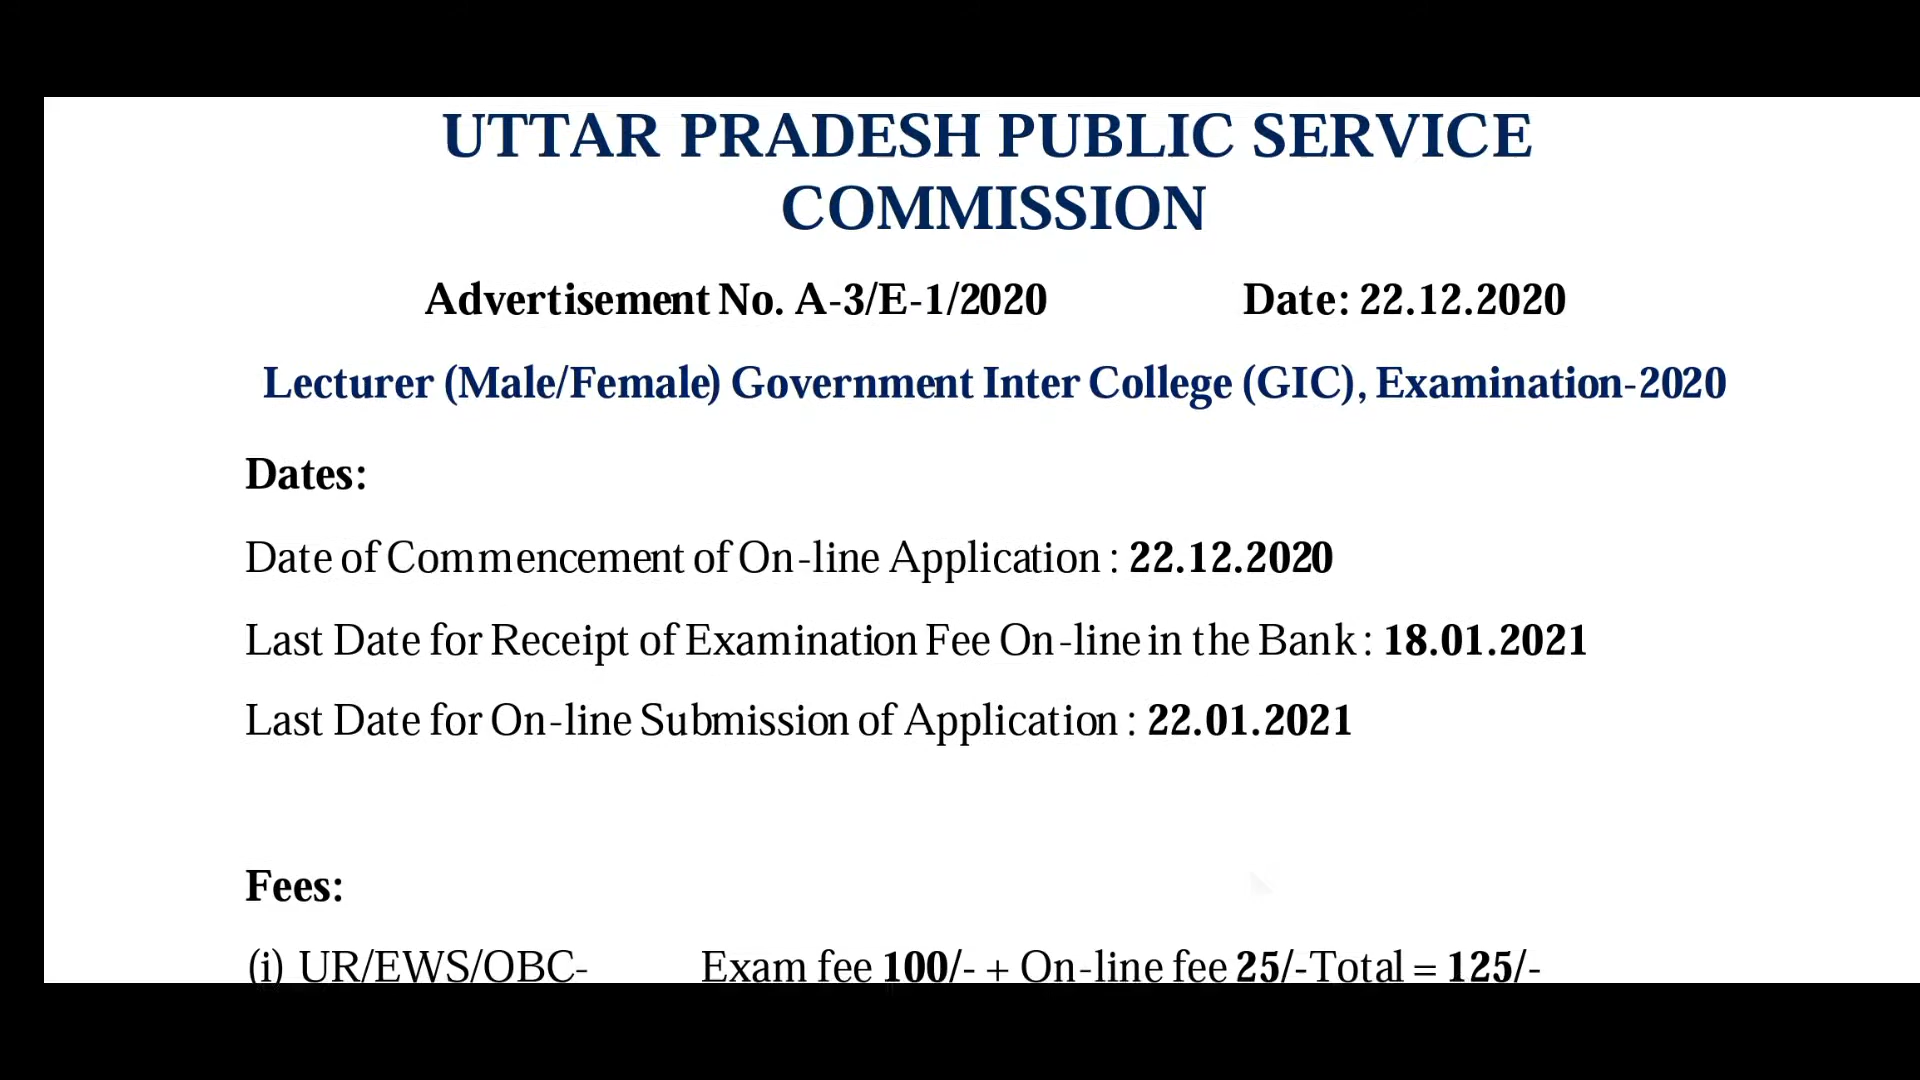 UTTAR PRADESH PUBLIC SERVICE
COMMISSION
Advertisement No. A-3/E-1/2020 Date: 22.12.2020
Lecturer (Male/Female) Government Inter College (GIC), Examination-2020
Dates:
Date of Commencement of On-line Application : 22.12.2020
Last Date for Receipt of Examination Fee On-line in the Bank : 18.01.2021
Last Date for On-line Submission of Application : 22.01.2021
Fees:
(i) UR/EWS/OBC- Exam fee 100/- + On-line fee 25/-Total = 125/-